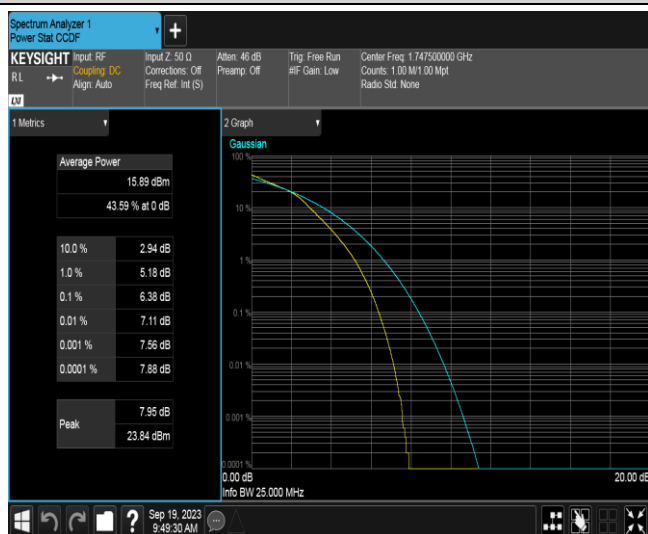 Spectrum Analyzer 1
Power Stat CCDF
KEYSIGHT
RL
LXI
Input: RF
Coupling: DC
Align: Auto
Input Z: 50 Ω
Corrections: Off
Freq Ref: Int (S)
Atten: 46 dB
Preamp: Off
Trig: Free Run
#IF Gain: Low
Center Freq: 1.747500000 GHz
Counts: 1.00 M/1.00 Mpt
Radio Std: None
1 Metrics
Average Power
15.89 dBm
43.59 % at 0 dB
10.0 % 2.94 dB
1.0 % 5.18 dB
0.1 % 6.38 dB
0.01 % 7.11 dB
0.001 % 7.56 dB
0.0001 % 7.88 dB
Peak
7.95 dB
23.84 dBm
2 Graph
Gaussian
100 %
10 %
1 %
0.1 %
0.01 %
0.001 %
0.0001 %
0.00 dB 20.00 dB
Info BW 25.000 MHz
?
Sep 19, 2023
9:49:30 AM